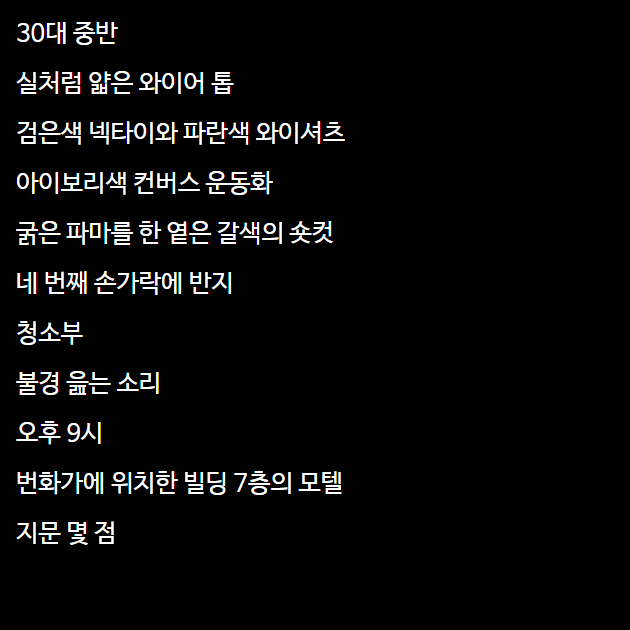 30대 중반
실처럼 얇은 와이어 톱
검은색 넥타이와 파란색 와이셔츠
아이보리색 컨버스 운동화
굵은 파마를 한 옅은 갈색의 숏컷
네 번째 손가락에 반지
청소부
불경 읊는 소리
오후 9시
번화가에 위치한 빌딩 7층의 모텔
지문 몇 점